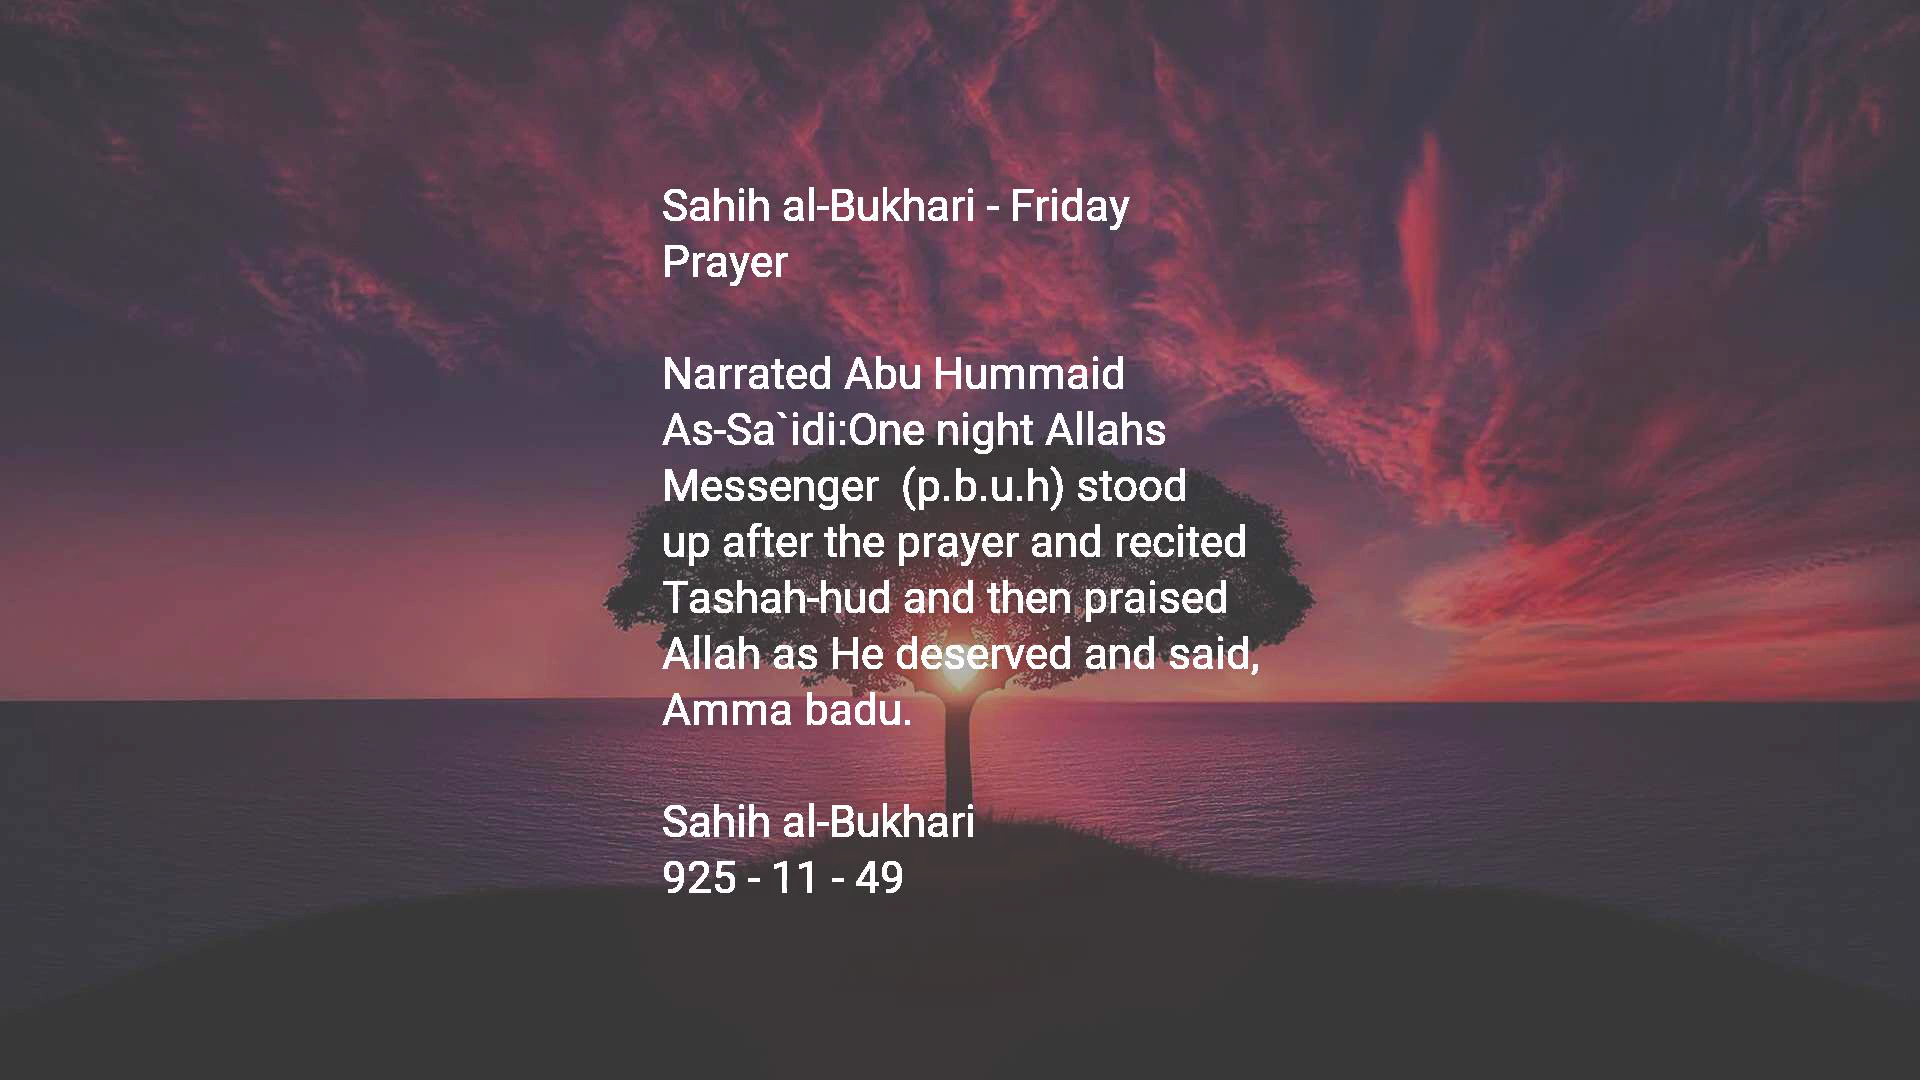 Sahih al-Bukhari - Friday
Prayer
Narrated Abu Hummaid
As-Sa`idi:One night Allahs
Messenger  (p.b.u.h) stood
up after the prayer and recited
Tashah-hud and then praised
Allah as He deserved and said,
Amma badu.
Sahih al-Bukhari
925 - 11 - 49